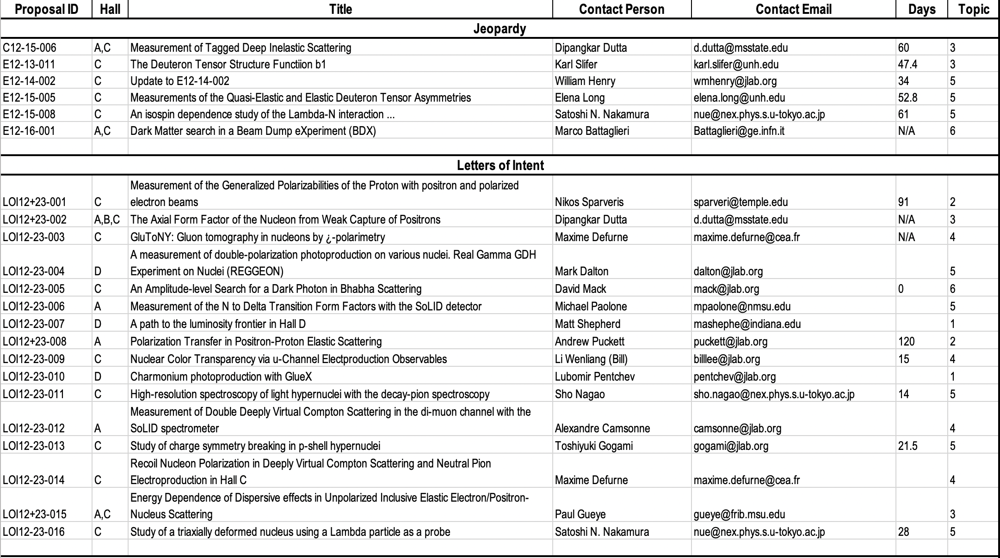 Proposal ID Hall Title Contact Person Contact Email Days Topic
Jeopardy
C12-15-006 A,C Measurement of Tagged Deep Inelastic Scattering Dipangkar Dutta d.dutta@msstate.edu 60 3
E12-13-011 C The Deuteron Tensor Structure Functiion b1 Karl Slifer karl.slifer@unh.edu 47.4 3
E12-14-002 C Update to E12-14-002 William Henry wmhenry@jlab.org 34 5
E12-15-005 C Measurements of the Quasi-Elastic and Elastic Deuteron Tensor Asymmetries Elena Long elena.long@unh.edu 52.8 5
E12-15-008 C An isospin dependence study of the Lambda-N interaction ... Satoshi N. Nakamura nue@nex.phys.s.u-tokyo.ac.jp 61 5
E12-16-001 A,C Dark Matter search in a Beam Dump eXperiment (BDX) Marco Battaglieri Battaglieri@ge.infn.it N/A 6
Letters of Intent
Measurement of the Generalized Polarizabilities of the Proton with positron and polarized
LOI12+23-001 C electron beams Nikos Sparveris sparveri@temple.edu 91 2
LOI12+23-002 A,B,C The Axial Form Factor of the Nucleon from Weak Capture of Positrons Dipangkar Dutta d.dutta@msstate.edu N/A 3
LOI12-23-003 C GluToNY: Gluon tomography in nucleons by ¿-polarimetry Maxime Defurne maxime.defurne@cea.fr N/A 4
A measurement of double-polarization photoproduction on various nuclei. Real Gamma GDH
LOI12-23-004 D Experiment on Nuclei (REGGEON) Mark Dalton dalton@jlab.org 5
LOI12-23-005 C An Amplitude-level Search for a Dark Photon in Bhabha Scattering David Mack mack@jlab.org 0 6
LOI12-23-006 A Measurement of the N to Delta Transition Form Factors with the SoLID detector Michael Paolone mpaolone@nmsu.edu 5
LOI12-23-007 D A path to the luminosity frontier in Hall D Matt Shepherd mashephe@indiana.edu 1
LOI12+23-008 A Polarization Transfer in Positron-Proton Elastic Scattering Andrew Puckett puckett@jlab.org 120 2
LOI12-23-009 C Nuclear Color Transparency via u-Channel Electproduction Observables Li Wenliang (Bill) billlee@jlab.org 15 4
LOI12-23-010 D Charmonium photoproduction with GlueX Lubomir Pentchev pentchev@jlab.org 1
LOI12-23-011 C High-resolution spectroscopy of light hypernuclei with the decay-pion spectroscopy Sho Nagao sho.nagao@nex.phys.s.u-tokyo.ac.jp 14 5
Measurement of Double Deeply Virtual Compton Scattering in the di-muon channel with the
LOI12-23-012 A SoLID spectrometer Alexandre Camsonne camsonne@jlab.org 4
LOI12-23-013 C Study of charge symmetry breaking in p-shell hypernuclei Toshiyuki Gogami gogami@jlab.org 21.5 5
Recoil Nucleon Polarization in Deeply Virtual Compton Scattering and Neutral Pion
LOI12-23-014 C Electroproduction in Hall C Maxime Defurne maxime.defurne@cea.fr 4
Energy Dependence of Dispersive effects in Unpolarized Inclusive Elastic Electron/Positron-
LOI12+23-015 A,C Nucleus Scattering Paul Gueye gueye@frib.msu.edu 3
LOI12-23-016 C Study of a triaxially deformed nucleus using a Lambda particle as a probe Satoshi N. Nakamura nue@nex.phys.s.u-tokyo.ac.jp 28 5